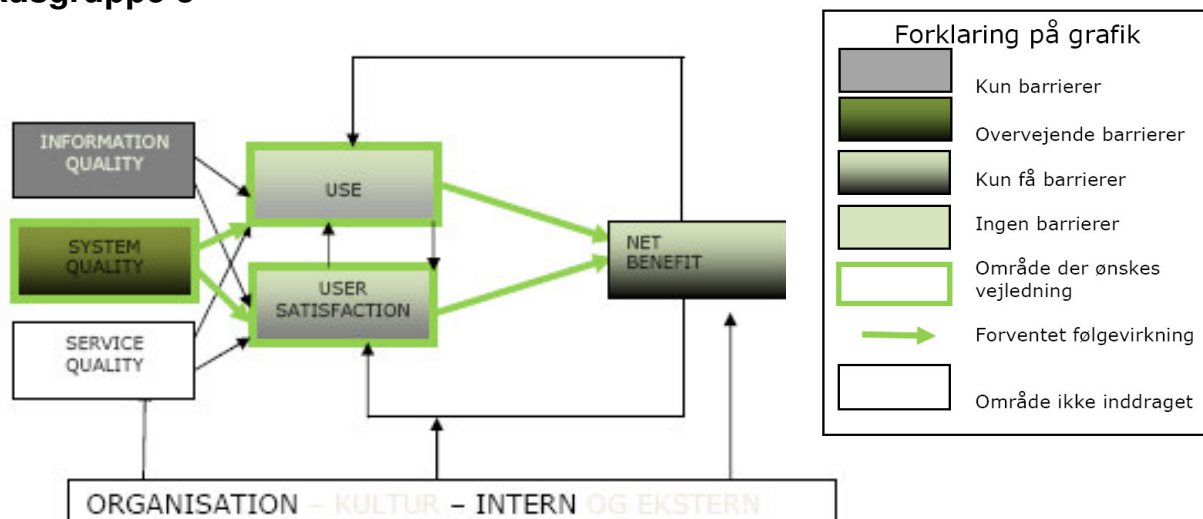 gruppe
Forklaring på grafik
Kun barrierer
Overvejende barrierer
Kun få barrierer
Ingen barrierer
Område der ønskes
vejledning
Forventet følgevirkning
Område ikke inddraget
INFORMATION
QUALITY
SYSTEM
QUALITY
SERVICE
QUALITY
USE
USER
SATISFACTION
NET
BENEFIT
ORGANISATION – KULTUR – INTERN OG EKSTERN